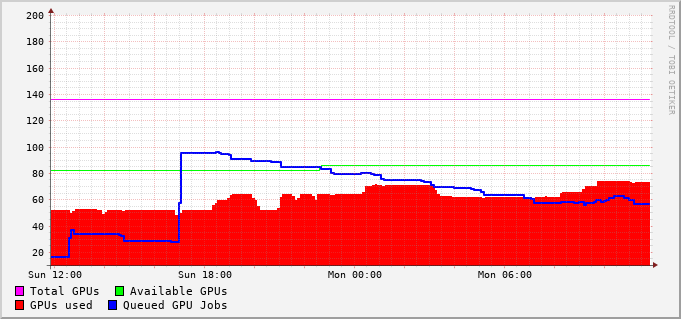 200
180
160
140
120
100
80
60
40
20
Sun 12:00 Sun 18:00 Mon 00:00 Mon 06:00
Total GPUs Available GPUs
GPUs used Queued GPU Jobs
RRDTOOL / TOBI OETIKER